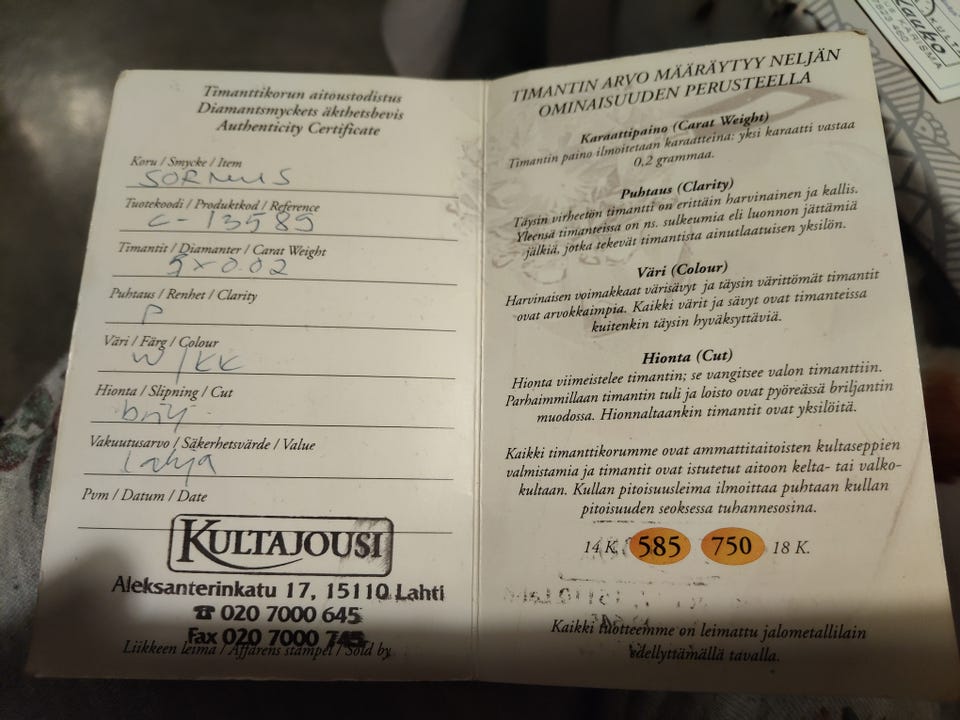 Timanttikorun aitoustodistus
Diamantsmyckets äkthetsbevis
Authenticity Certificate
Koru / Smycke / Item
SORMUS
Tuotekoodi / Produktkod / Reference
C-13589
Timantit / Diamanter / Carat Weight
5x0.02
Puhtaus / Renhet / Clarity
P
Väri / Färg / Colour
W/KK
Hionta / Slipning / Cut
brilj
Vakuutusarvo / Säkerhetsvärde / Value
Lahja
Pvm / Datum / Date
KULTAJOUSI
Aleksanterinkatu 17, 15110 Lahti
☎ 020 7000 645
Fax 020 7000 745
Liikkeen leima / Affärens stämpel / Sold by
TIMANTIN ARVO MÄÄRÄYTYY NELJÄN
OMINAISUUDEN PERUSTEELLA
Karaattipaino (Carat Weight)
Timantin paino ilmoitetaan karaatteina: yksi karaatti vastaa
0,2 grammaa.
Puhtaus (Clarity)
Täysin virheetön timantti on erittäin harvinainen ja kallis.
Yleensä timanteissa on ns. sulkeumia eli luonnon jättämiä
jälkiä, jotka tekevät timantista ainutlaatuisen yksilön.
Väri (Colour)
Harvinaisen voimakkaat värisävyt ja täysin värittömät timantit
ovat arvokkaimpia. Kaikki värit ja sävyt ovat timanteissa
kuitenkin täysin hyväksyttäviä.
Hionta (Cut)
Hionta viimeistelee timantin; se vangitsee valon timanttiin.
Parhaimmillaan timantin tuli ja loisto ovat pyöreässä briljantin
muodossa. Hionnaltaankin timantit ovat yksilöitä.
Kaikki timanttikorumme ovat ammattitaitoisten kultaseppien
valmistamia ja timantit ovat istutetut aitoon kelta- tai valko-
kultaan. Kullan pitoisuusleima ilmoittaa puhtaan kullan
pitoisuuden seoksessa tuhannesosina.
14 K. 585 750 18 K.
Kaikki tuotteemme on leimattu jalometallilain
edellyttämällä tavalla.
KULT
KARISMA
7523 460